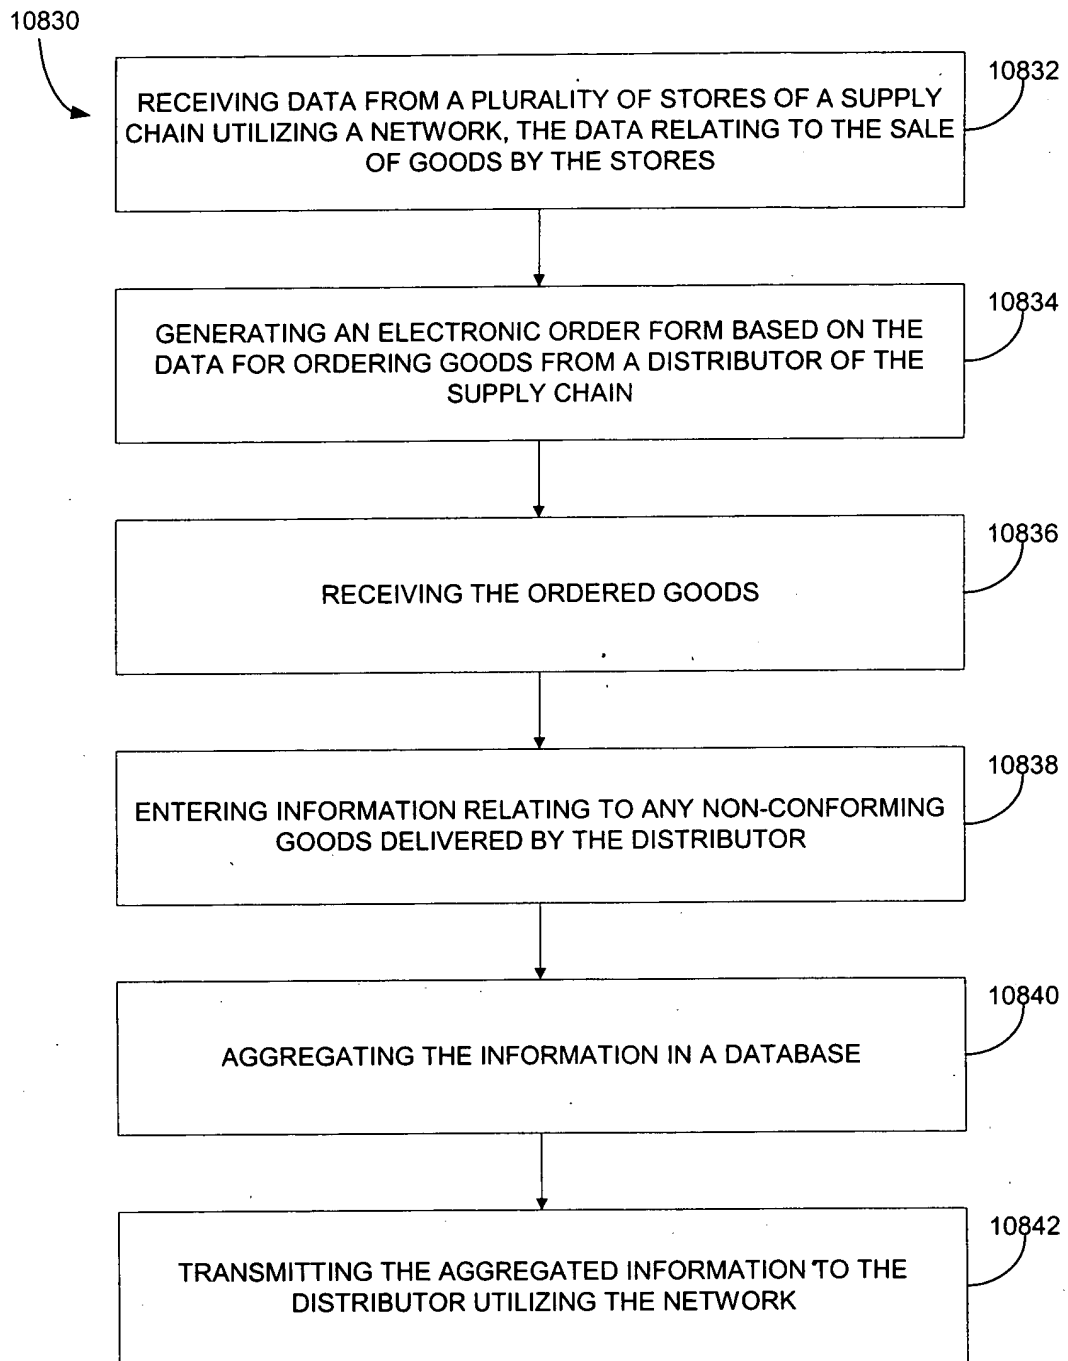 10830
10832
RECEIVING DATA FROM A PLURALITY OF STORES OF A SUPPLY
CHAIN UTILIZING A NETWORK, THE DATA RELATING TO THE SALE
OF GOODS BY THE STORES
10834
GENERATING AN ELECTRONIC ORDER FORM BASED ON THE
DATA FOR ORDERING GOODS FROM A DISTRIBUTOR OF THE
SUPPLY CHAIN
10836
RECEIVING THE ORDERED GOODS
10838
ENTERING INFORMATION RELATING TO ANY NON-CONFORMING
GOODS DELIVERED BY THE DISTRIBUTOR
10840
AGGREGATING THE INFORMATION IN A DATABASE
10842
TRANSMITTING THE AGGREGATED INFORMATION TO THE
DISTRIBUTOR UTILIZING THE NETWORK